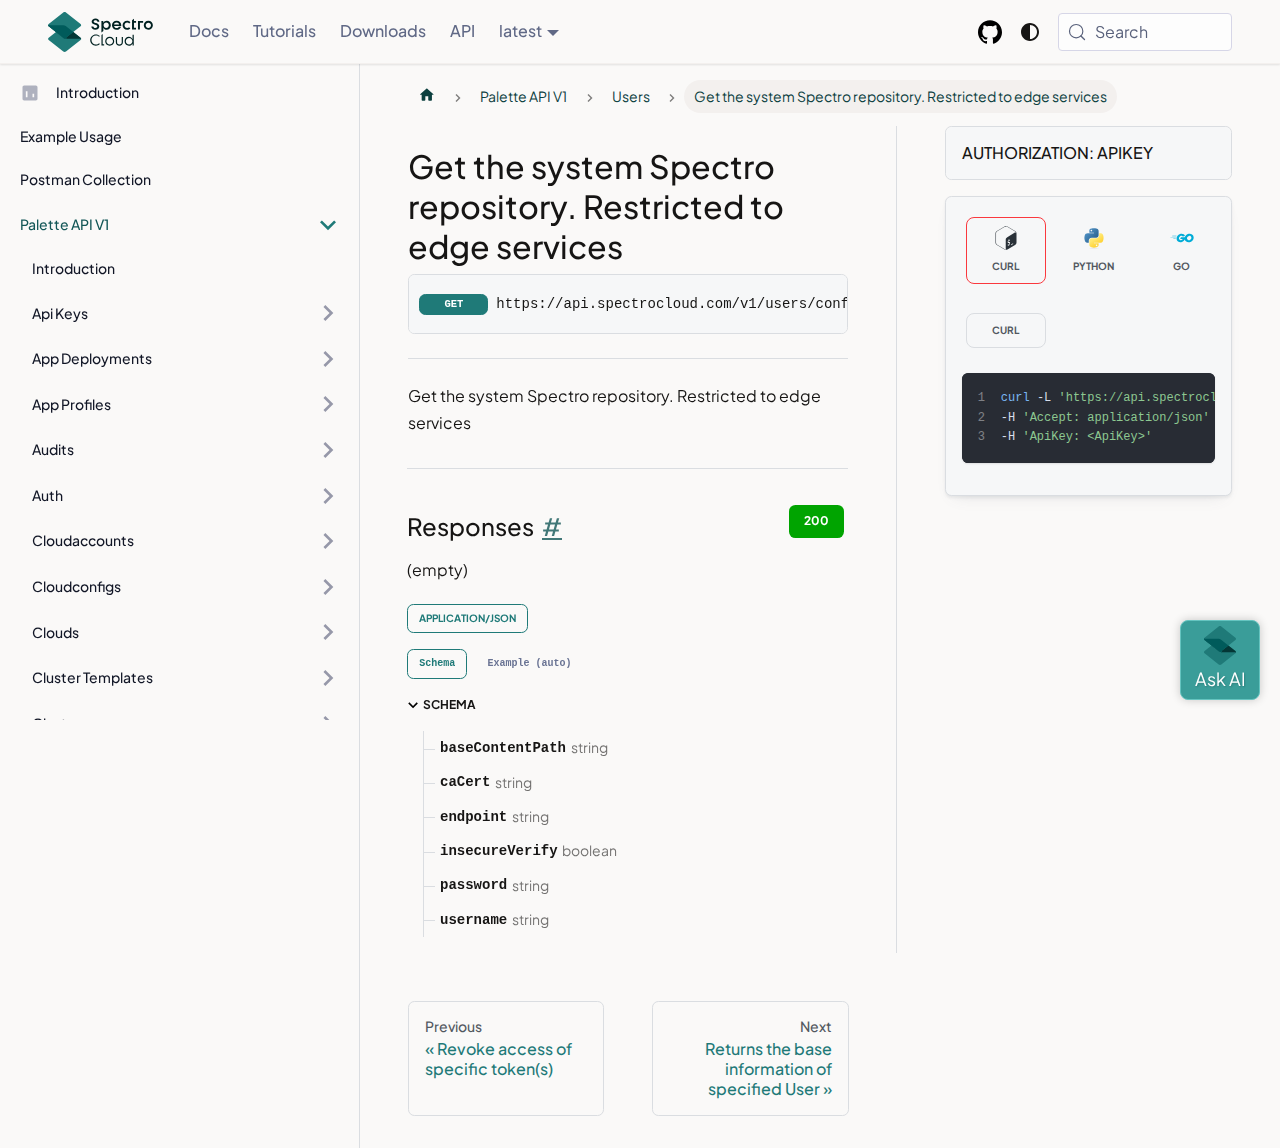 Spectro Cloud
Docs
Tutorials
Downloads
API
latest
Search
Introduction
Example Usage
Postman Collection
Palette API V1
Introduction
Api Keys
App Deployments
App Profiles
Audits
Auth
Cloudaccounts
Cloudconfigs
Clouds
Cluster Templates
Palette API V1
Users
Get the system Spectro repository. Restricted to edge services
Get the system Spectro
repository. Restricted to
edge services
GET https://api.spectrocloud.com/v1/users/conf
Get the system Spectro repository. Restricted to edge
services
Responses #
200
(empty)
APPLICATION/JSON
Schema
Example (auto)
SCHEMA
baseContentPath string
caCert string
endpoint string
insecureVerify boolean
password string
username string
Previous
« Revoke access of
specific token(s)
Next
Returns the base
information of
specified User »
AUTHORIZATION: APIKEY
CURL
PYTHON
GO
GO
CURL
1 curl -L 'https://api.spectrocl
2 -H 'Accept: application/json'
3 -H 'ApiKey: <ApiKey>'
Ask AI